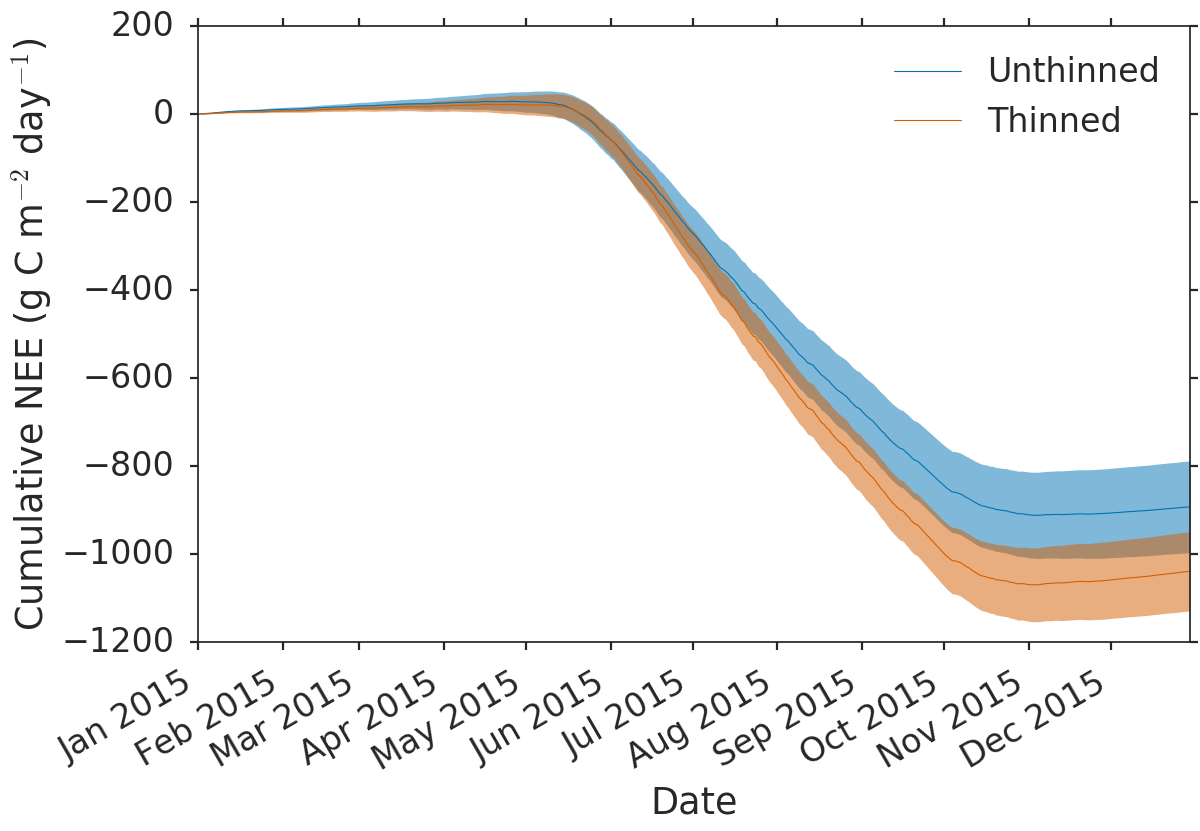 Cumulative NEE (g C m⁻² day⁻¹)
200
0
−200
−400
−600
−800
−1000
−1200
Unthinned
Thinned
Jan 2015
Feb 2015
Mar 2015
Apr 2015
May 2015
Jun 2015
Jul 2015
Aug 2015
Sep 2015
Oct 2015
Nov 2015
Dec 2015
Date